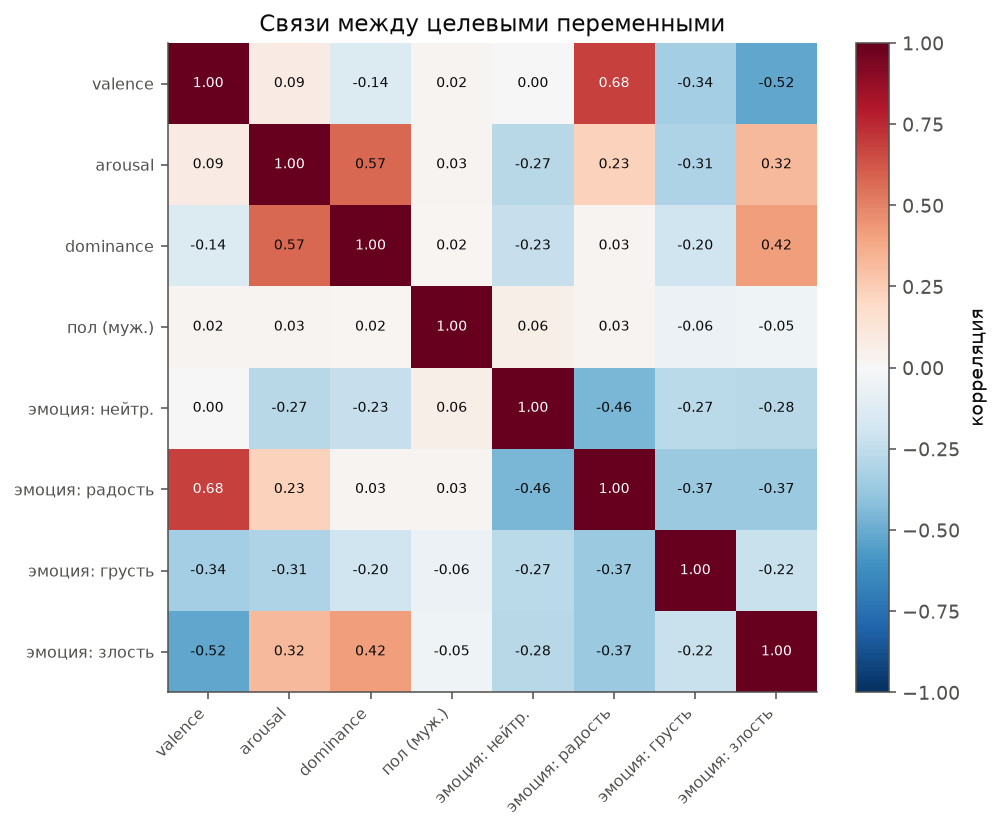 Связи между целевыми переменными
valence 1.00 0.09 -0.14 0.02 0.00 0.68 -0.34 -0.52
arousal 0.09 1.00 0.57 0.03 -0.27 0.23 -0.31 0.32
dominance -0.14 0.57 1.00 0.02 -0.23 0.03 -0.20 0.42
пол (муж.) 0.02 0.03 0.02 1.00 0.06 0.03 -0.06 -0.05
эмоция: нейтр. 0.00 -0.27 -0.23 0.06 1.00 -0.46 -0.27 -0.28
эмоция: радость 0.68 0.23 0.03 0.03 -0.46 1.00 -0.37 -0.37
эмоция: грусть -0.34 -0.31 -0.20 -0.06 -0.27 -0.37 1.00 -0.22
эмоция: злость -0.52 0.32 0.42 -0.05 -0.28 -0.37 -0.22 1.00
valence
arousal
dominance
пол (муж.)
эмоция: нейтр.
эмоция: радость
эмоция: грусть
эмоция: злость
1.00
0.75
0.50
0.25
0.00
−0.25
−0.50
−0.75
−1.00
корреляция